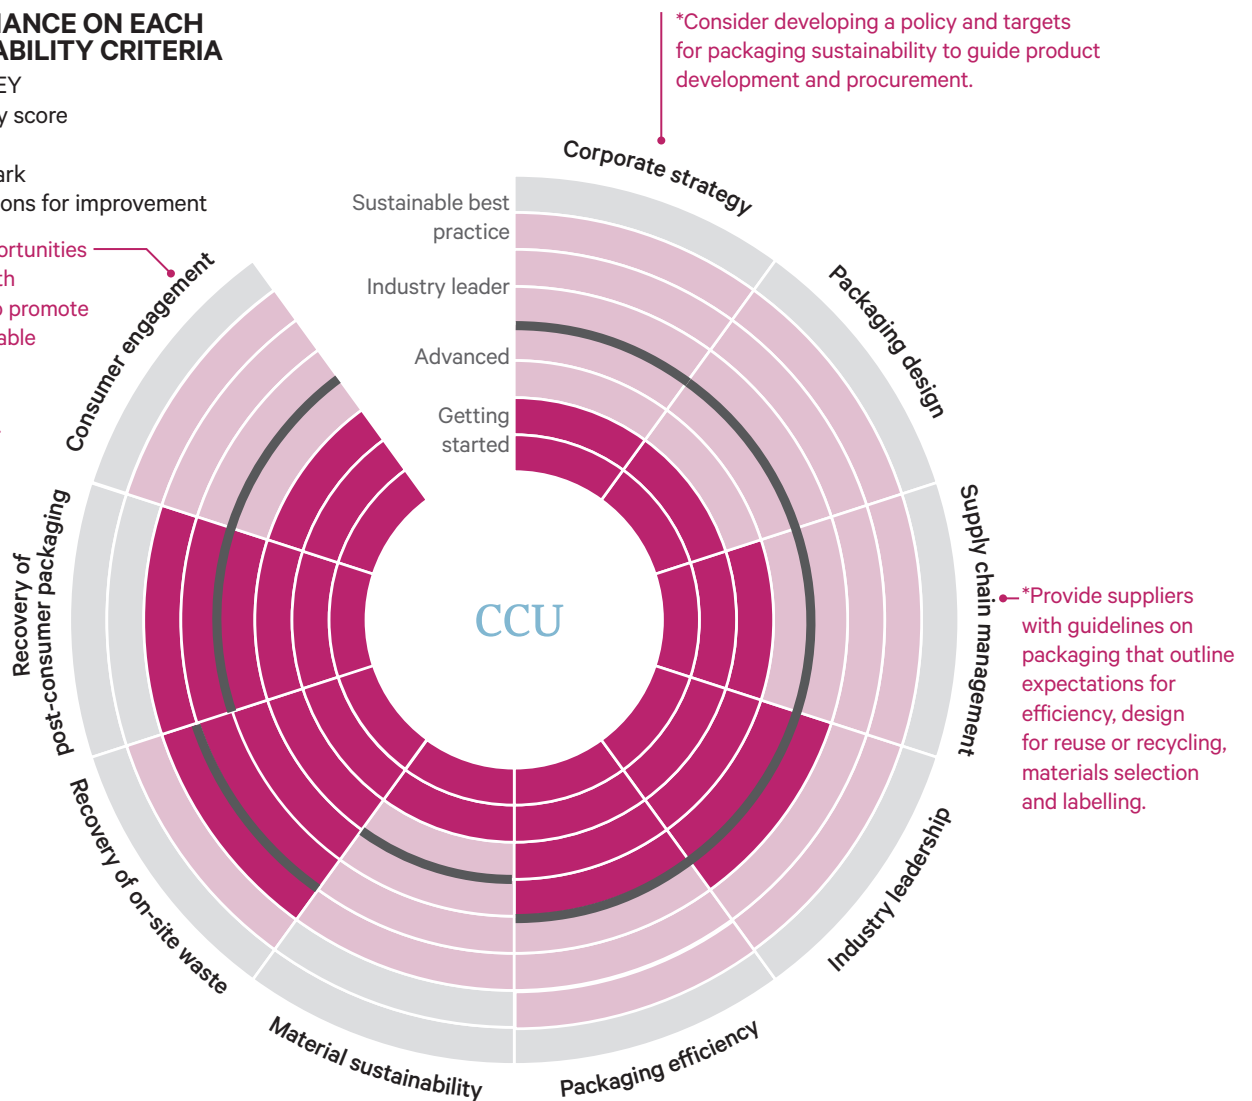 ANCE ON EACH
ABILITY CRITERIA
EY
y score
ark
ons for improvement
ortunities
th
promote
able
*Consider developing a policy and targets
for packaging sustainability to guide product
development and procurement.
Corporate strategy
Packaging design
Supply chain management
Industry leadership
Packaging efficiency
Material sustainability
Recovery of on-site waste
Recovery of
post-consumer packaging
Consumer engagement
Sustainable best
practice
Industry leader
Advanced
Getting
started
CCU
*Provide suppliers
with guidelines on
packaging that outline
expectations for
efficiency, design
for reuse or recycling,
materials selection
and labelling.